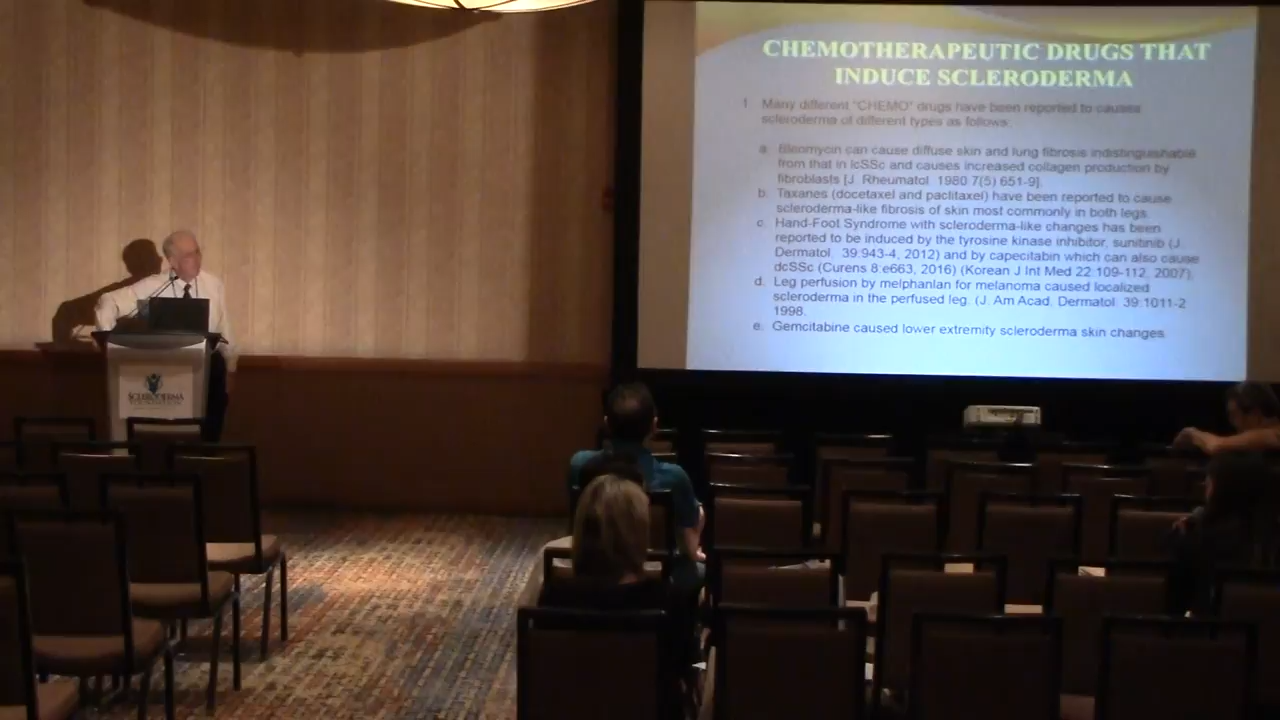 CHEMOTHERAPEUTIC DRUGS THAT
INDUCE SCLERODERMA
1. Many different "CHEMO" drugs have been reported to causes
scleroderma of different types as follows:
a. Bleomycin can cause diffuse skin and lung fibrosis indistinguishable
from that in lcSSc and causes increased collagen production by
fibroblasts [J. Rheumatol. 1980 7(5) 651-9].
b. Taxanes (docetaxel and paclitaxel) have been reported to cause
scleroderma-like fibrosis of skin most commonly in both legs.
c. Hand-Foot Syndrome with scleroderma-like changes has been
reported to be induced by the tyrosine kinase inhibitor, sunitinib (J.
Dermatol. 39:943-4, 2012) and by capecitabin which can also cause
dcSSc (Curens 8:e663, 2016) (Korean J Int Med 22:109-112, 2007).
d. Leg perfusion by melphanlan for melanoma caused localized
scleroderma in the perfused leg. (J. Am Acad. Dermatol. 39:1011-2
1998.
e. Gemcitabine caused lower extremity scleroderma skin changes
SCLERODERMA
FOUNDATION